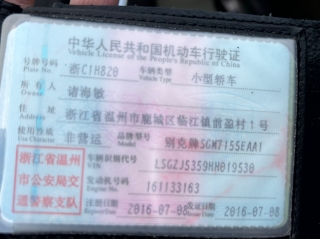 中华人民共和国机动车行驶证
Vehicle License of the People's Republic of China
号牌号码 浙C1H820 车辆类型 小型轿车
Plate No. Vehicle Type
所有人 诸海敏
Owner
住址 浙江省温州市鹿城区临江镇前盈村1号
Address
使用性质 非营运 品牌型号 别克牌SGM7155EAA1
Use Character Model
浙江省温州
市公安局交
通警察支队
车辆识别代号 LSGZJ5359HH019530
VIN
发动机号码 161133163
Engine No.
注册日期 2016-07-08 发证日期 2016-07-08
Register Date Issue Date